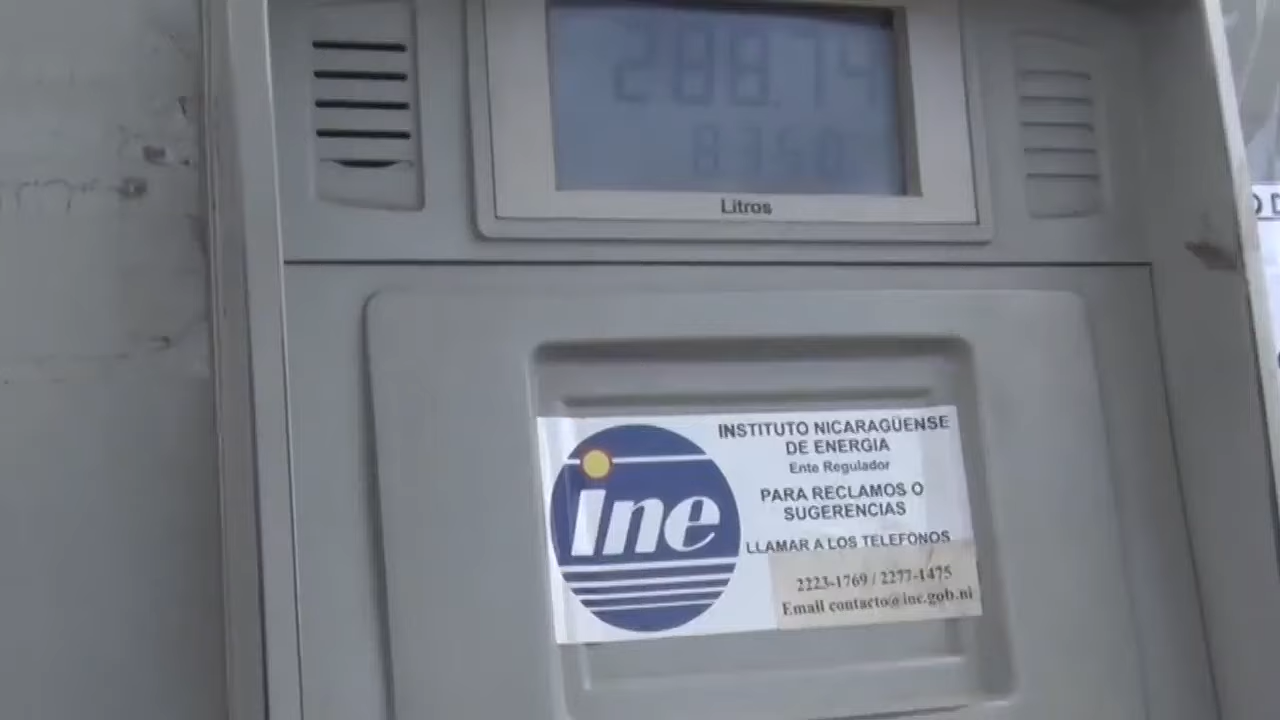 288.74
Litros
ine
INSTITUTO NICARAGÜENSE
DE ENERGIA
Ente Regulador
PARA RECLAMOS O
SUGERENCIAS
LLAMAR A LOS TELEFONOS
2223-1769 / 2277-1475
Email contacto@ine.gob.ni